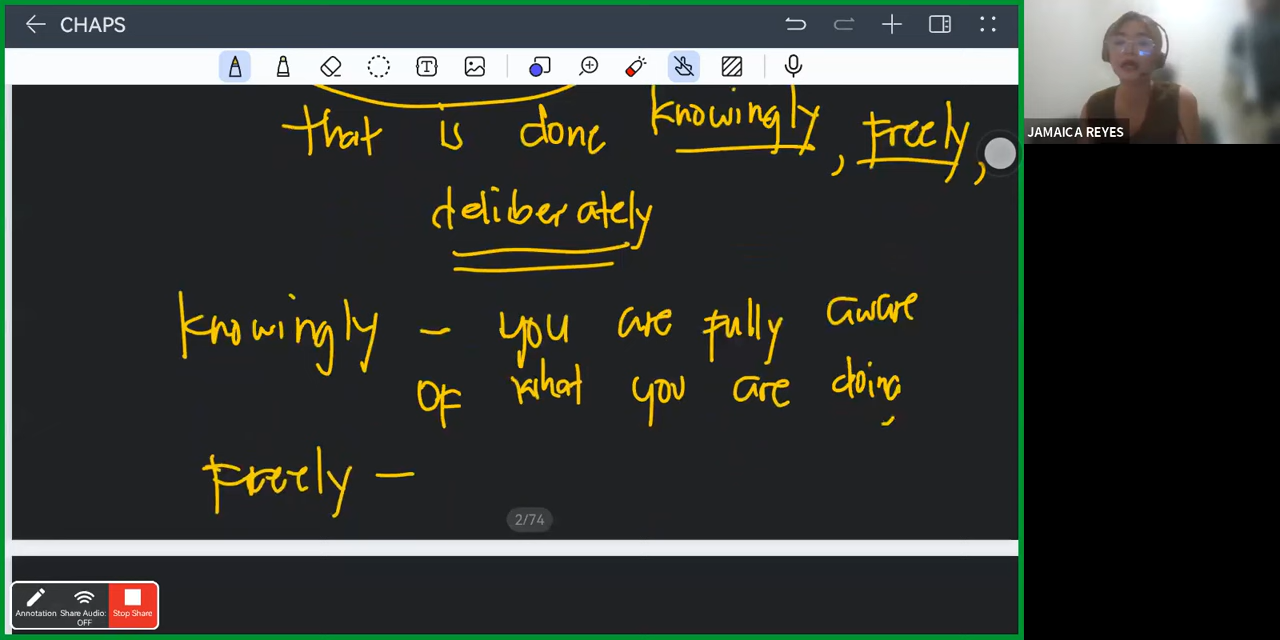 CHAPS
JAMAICA REYES
that is done knowingly, freely,
deliberately
knowingly - you are fully aware
of what you are doing
freely -
2/74
Annotation
Share Audio: OFF
Stop Share